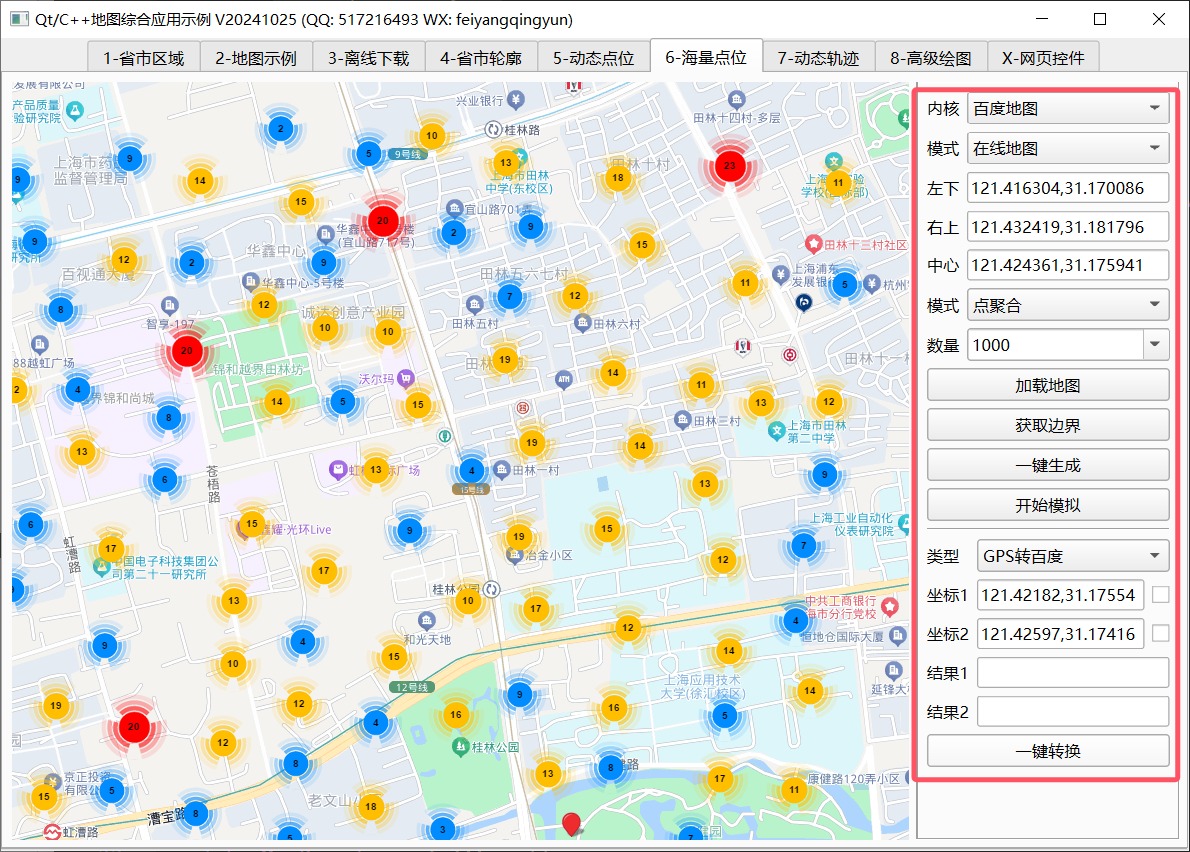 Qt/C++地图综合应用示例 V20241025 (QQ: 517216493 WX: feiyangqingyun)
1-省市区域
2-地图示例
3-离线下载
4-省市轮廓
5-动态点位
6-海量点位
7-动态轨迹
8-高级绘图
X-网页控件
发展有限公司
产品质量
验研究院
兴业银行
桂林路
田林十四村-多层
2
10
5
9号线
9
上海市药
监督管理局
13
上海市田林
中学(东校区)
田林十村
18
23
11
9
14
15
20
宜山路701弄
2
9
(宜山路717号)
田林十三村社区
9
12
2
华鑫中心
9
15
百视通大厦
华鑫中心-5号楼
12
田林五六七村
11
5
杭州
8
智享-197
诚达创意产业园
10
10
7
12
田林五村
田林六村
20
88越虹广场
锦和越界田林坊
19
14
田林十一村
2
4
界锦和尚城
沃尔玛
14
5
15
11
13
12
8
田林三村
上海市田林
第二中学
13
19
14
13
4
田林一村
15号线
6
苍梧路
13
9
6
15
鑫耀·光环Live
9
19
15
上海工业自动化
仪表研究院
7
17
虹漕路
中国电子科技集团公
司第二十一研究所
冶金小区
12
17
13
桂林公园
10
17
中共工商银行
海市分行党校
4
恒地仓国际大厦
9
4
和光天地
12
10
15
14
12号线
上海应用技术
大学(徐汇校区)
延锋大
19
12
9
16
16
14
5
20
4
12
桂林公园
8
13
8
17
康健路120弄小区
京正投资
有限公
15
5
11
老文山
18
漕宝路
8
虹漕路
5
3
7
内核
百度地图
模式
在线地图
左下
121.416304,31.170086
右上
121.432419,31.181796
中心
121.424361,31.175941
模式
点聚合
数量
1000
加载地图
获取边界
一键生成
开始模拟
类型
GPS转百度
坐标1
121.42182,31.17554
坐标2
121.42597,31.17416
结果1
结果2
一键转换